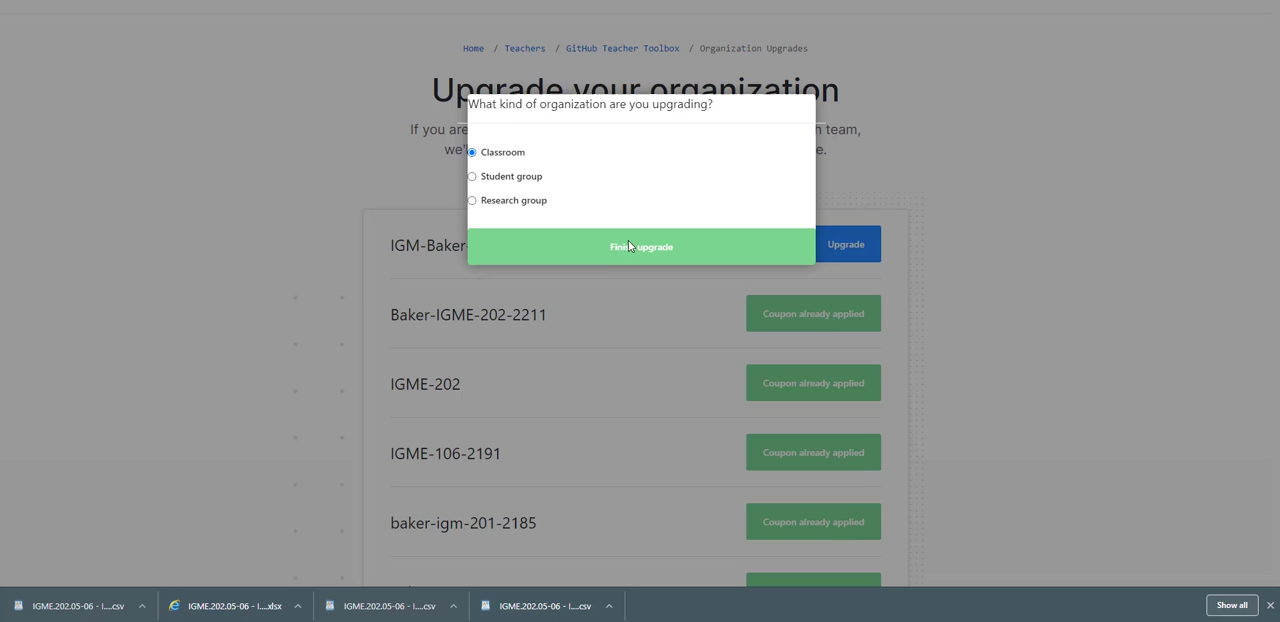 Home / Teachers / GitHub Teacher Toolbox / Organization Upgrades
Upgrade your organization
What kind of organization are you upgrading?
If you are
team,
we'
e.
Classroom
Student group
Research group
Finish upgrade
IGM-Baker-
Upgrade
Baker-IGME-202-2211
Coupon already applied
IGME-202
Coupon already applied
IGME-106-2191
Coupon already applied
baker-igm-201-2185
Coupon already applied
IGME.202.05-06 - I....csv
IGME.202.05-06 - I....xlsx
IGME.202.05-06 - I....csv
IGME.202.05-06 - I....csv
Show all